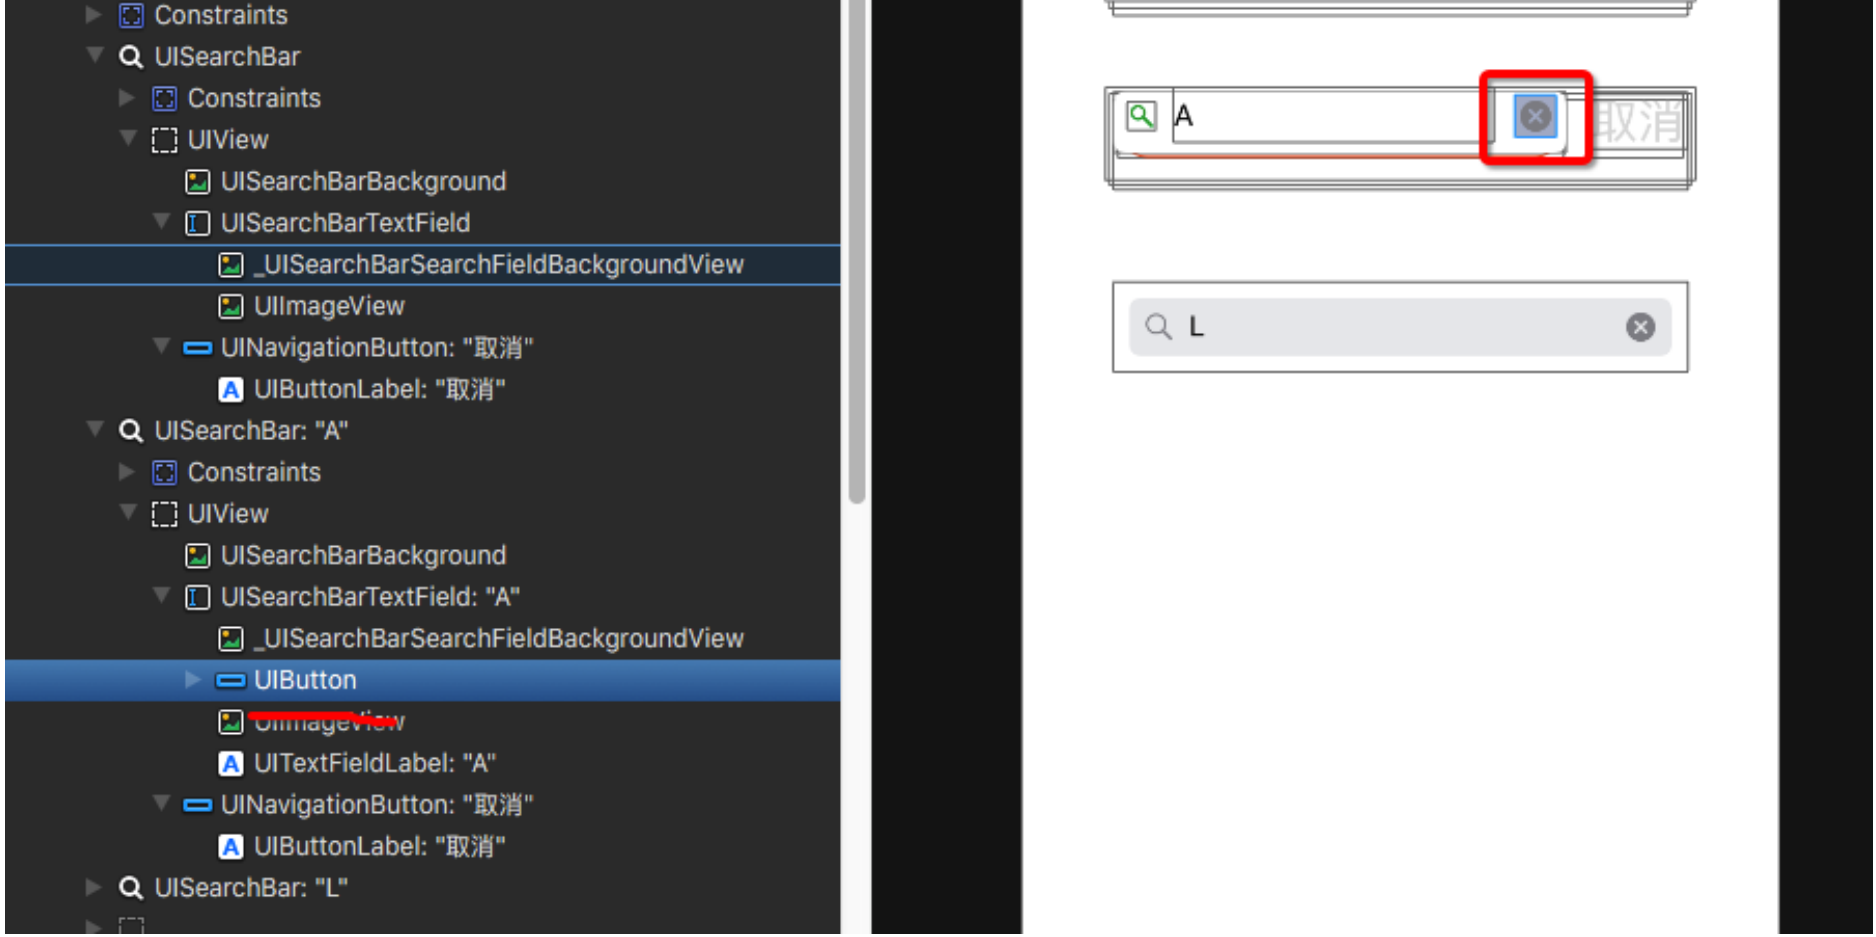 Constraints
UISearchBar
Constraints
UIView
UISearchBarBackground
UISearchBarTextField
_UISearchBarSearchFieldBackgroundView
UIImageView
UINavigationButton: "取消"
UIButtonLabel: "取消"
UISearchBar: "A"
Constraints
UIView
UISearchBarBackground
UISearchBarTextField: "A"
_UISearchBarSearchFieldBackgroundView
UIButton
UIImageView
UITextFieldLabel: "A"
UINavigationButton: "取消"
UIButtonLabel: "取消"
UISearchBar: "L"
A
取消
L